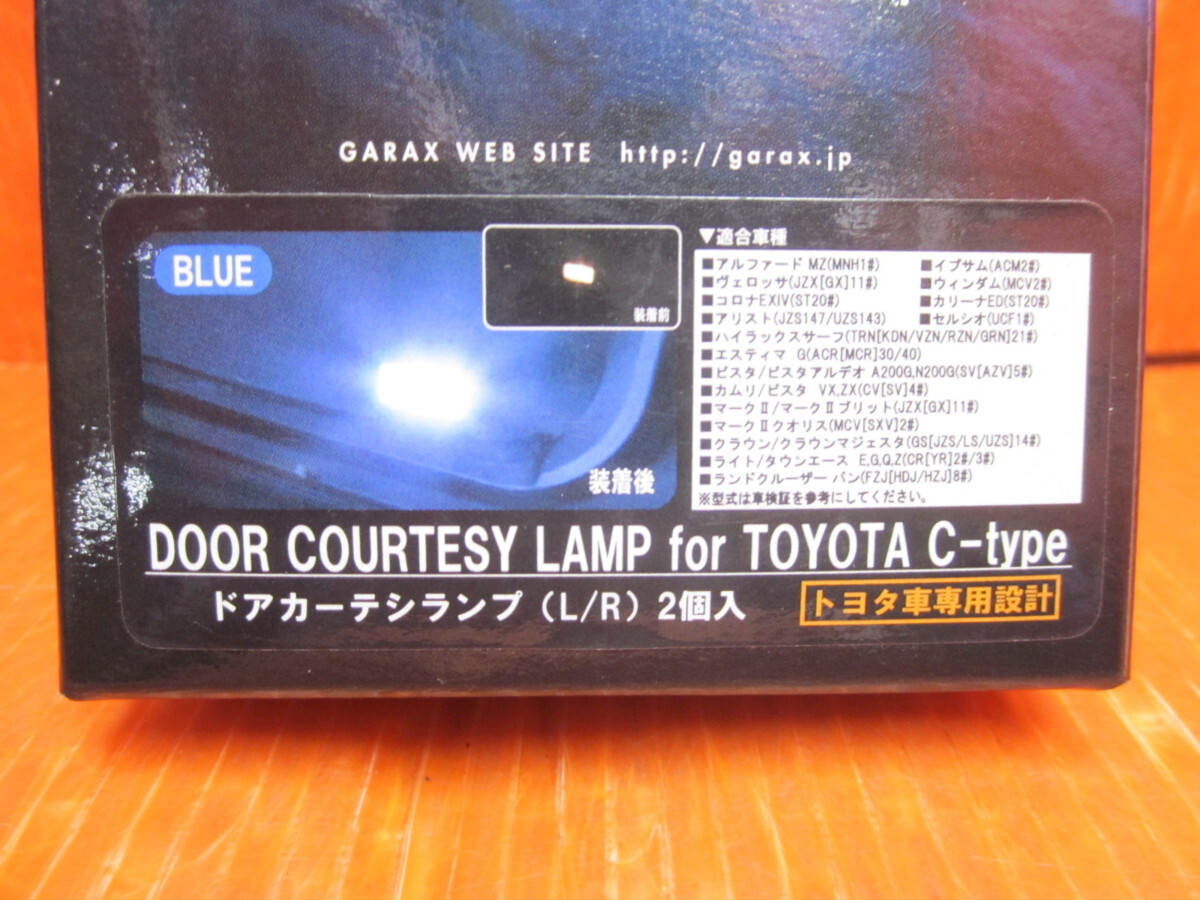 GARAX WEB SITE http://garax.jp
BLUE
装着前
装着後
▼適合車種
■アルファード MZ(MNH1#) ■イプサム(ACM2#)
■ヴェロッサ(JZX[GX]11#) ■ウィンダム(MCV2#)
■コロナEXIV(ST20#) ■カリーナED(ST20#)
■アリスト(JZS147/UZS143) ■セルシオ(UCF1#)
■ハイラックスサーフ(TRN[KDN/VZN/RZN/GRN]21#)
■エスティマ G(ACR[MCR]30/40)
■ビスタ/ビスタアルデオ A200G,N200G(SV[AZV]5#)
■カムリ/ビスタ VX,ZX(CV[SV]4#)
■マークⅡ/マークⅡブリット(JZX[GX]11#)
■マークⅡクオリス(MCV[SXV]2#)
■クラウン/クラウンマジェスタ(GS[JZS/LS/UZS]14#)
■ライト/タウンエース E,G,Q,Z(CR[YR]2#/3#)
■ランドクルーザー バン(FZJ[HDJ/HZJ]8#)
※型式は車検証を参考にしてください。
DOOR COURTESY LAMP for TOYOTA C-type
ドアカーテシランプ（L/R）2個入
トヨタ車専用設計